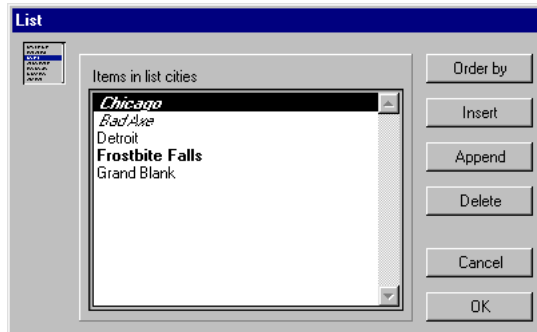 List
Items in list cities
Chicago
Bad Axe
Detroit
Frostbite Falls
Grand Blank
Order by
Insert
Append
Delete
Cancel
OK